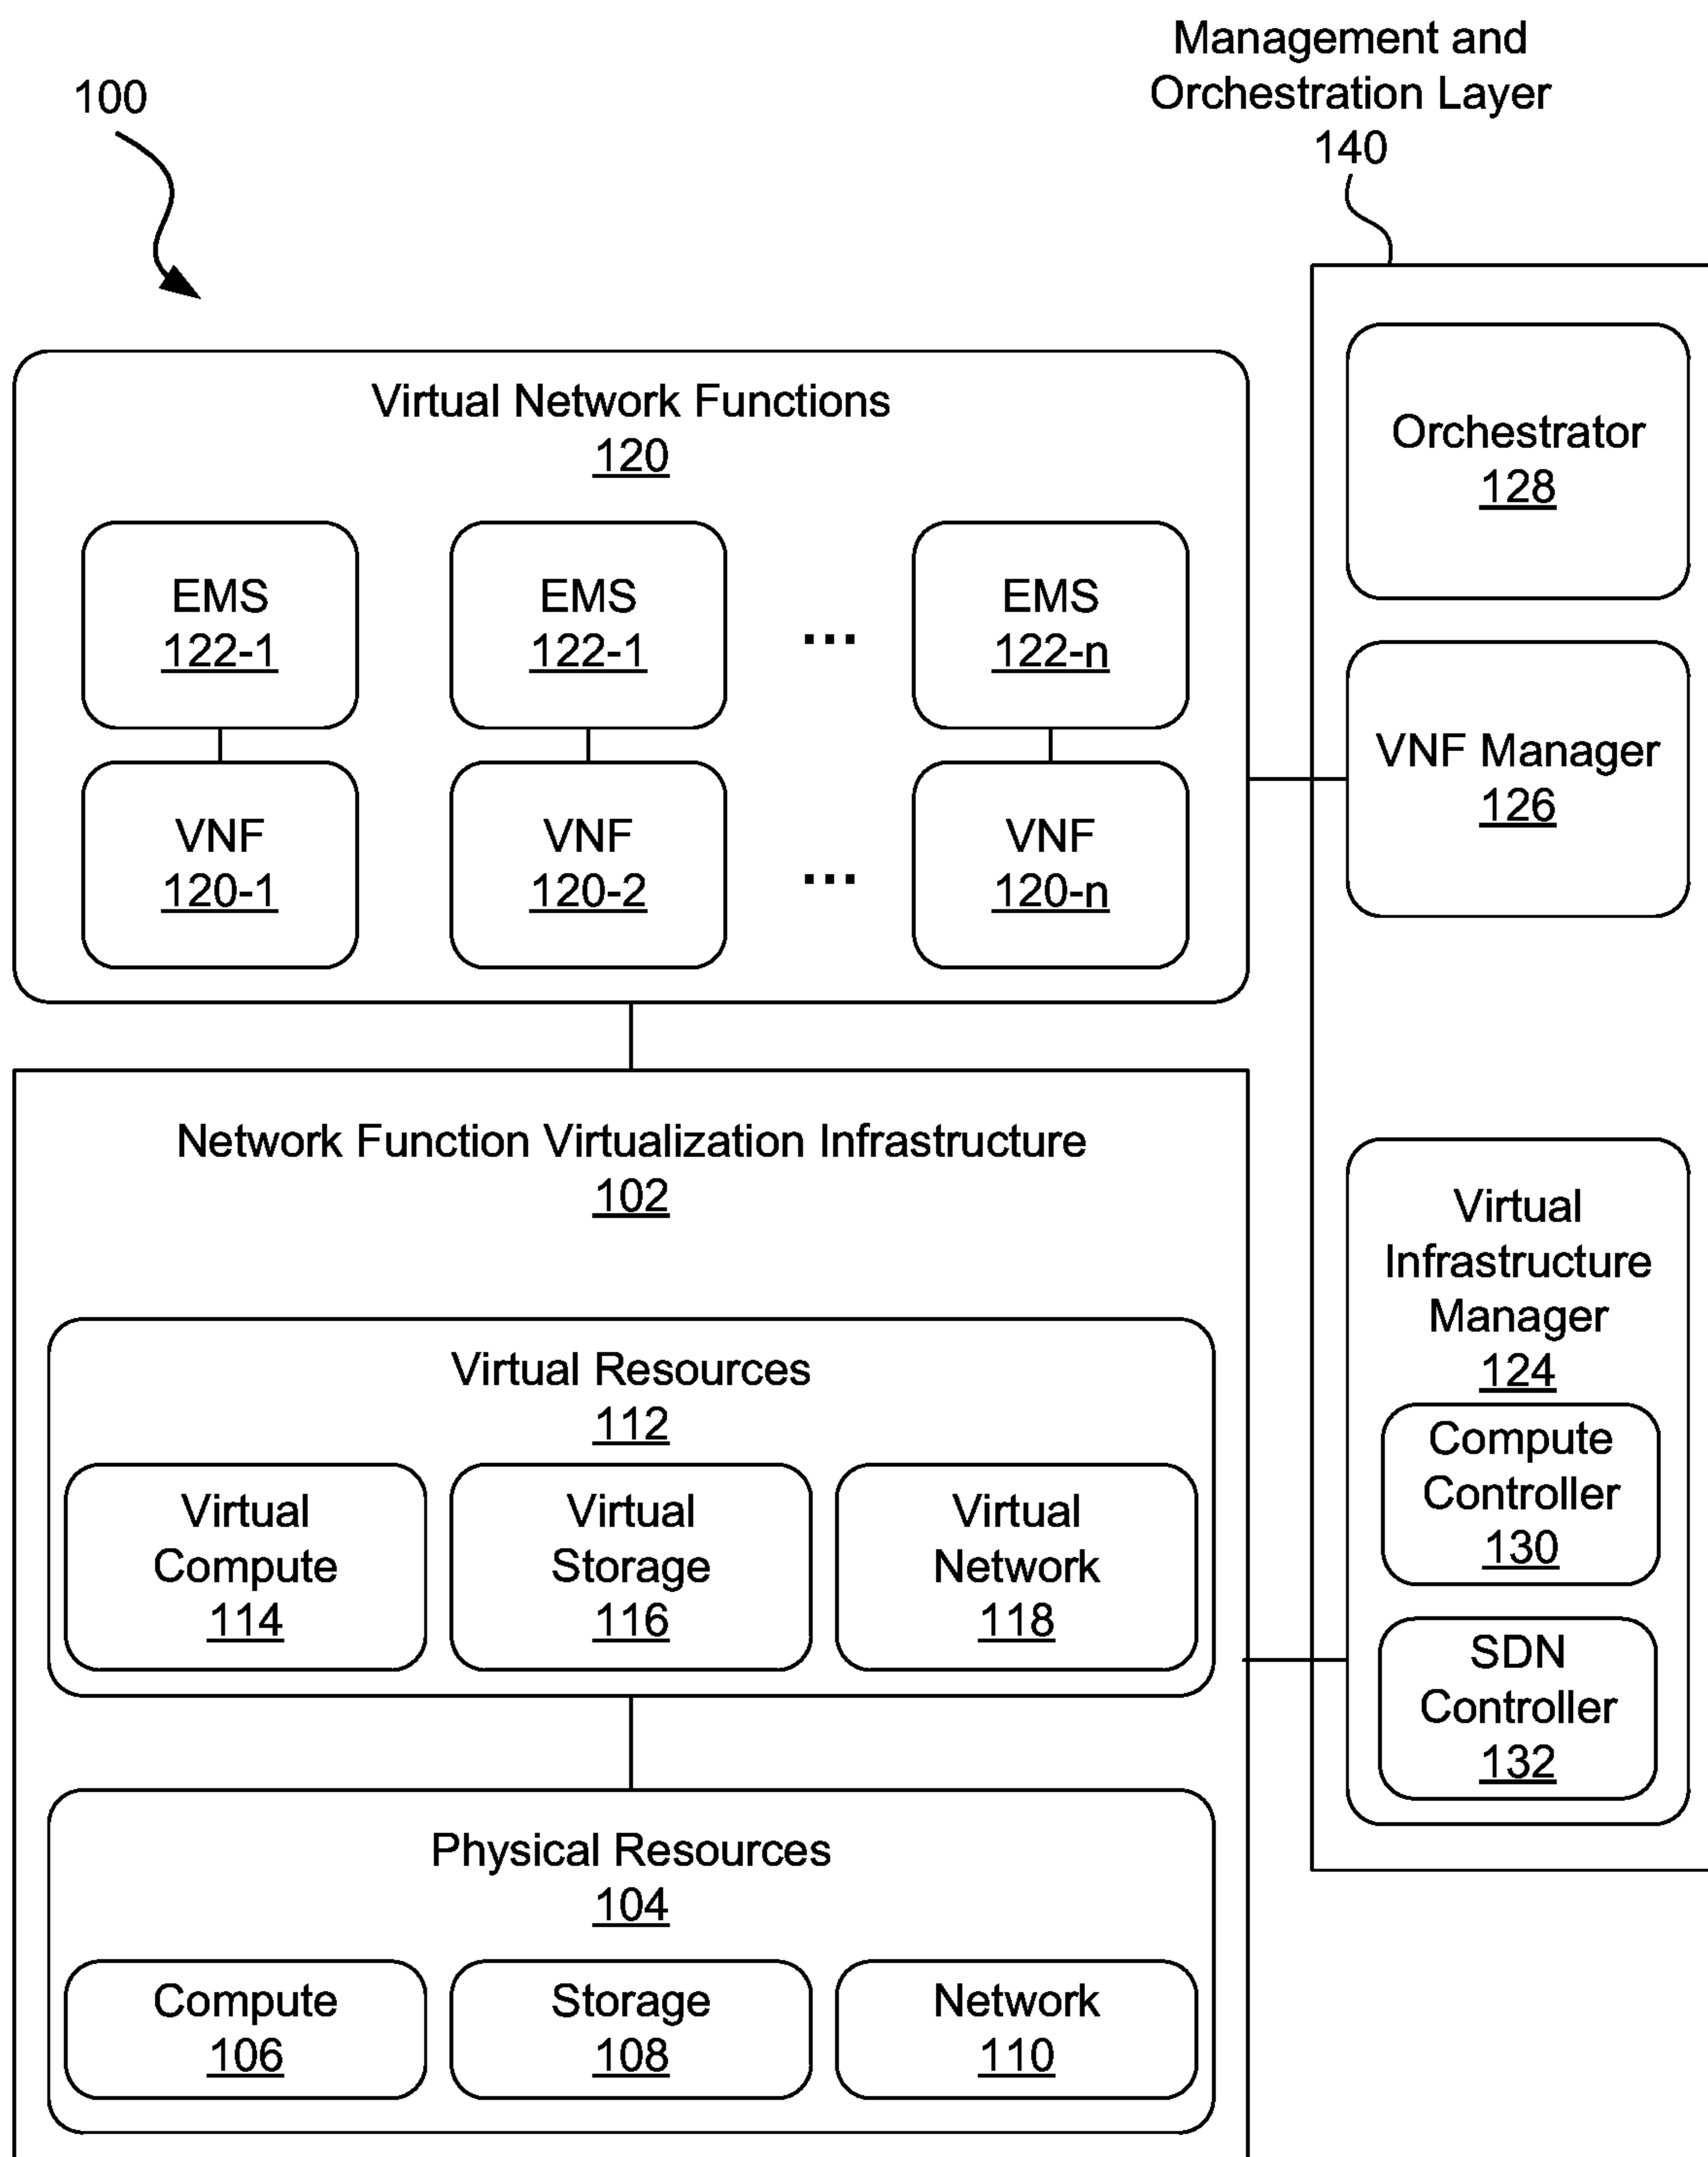 Management and
Orchestration Layer
140
100
Virtual Network Functions
120
EMS
122-1
EMS
122-1
...
EMS
122-n
VNF
120-1
VNF
120-2
...
VNF
120-n
Orchestrator
128
VNF Manager
126
Network Function Virtualization Infrastructure
102
Virtual Resources
112
Virtual
Compute
114
Virtual
Storage
116
Virtual
Network
118
Physical Resources
104
Compute
106
Storage
108
Network
110
Virtual
Infrastructure
Manager
124
Compute
Controller
130
SDN
Controller
132